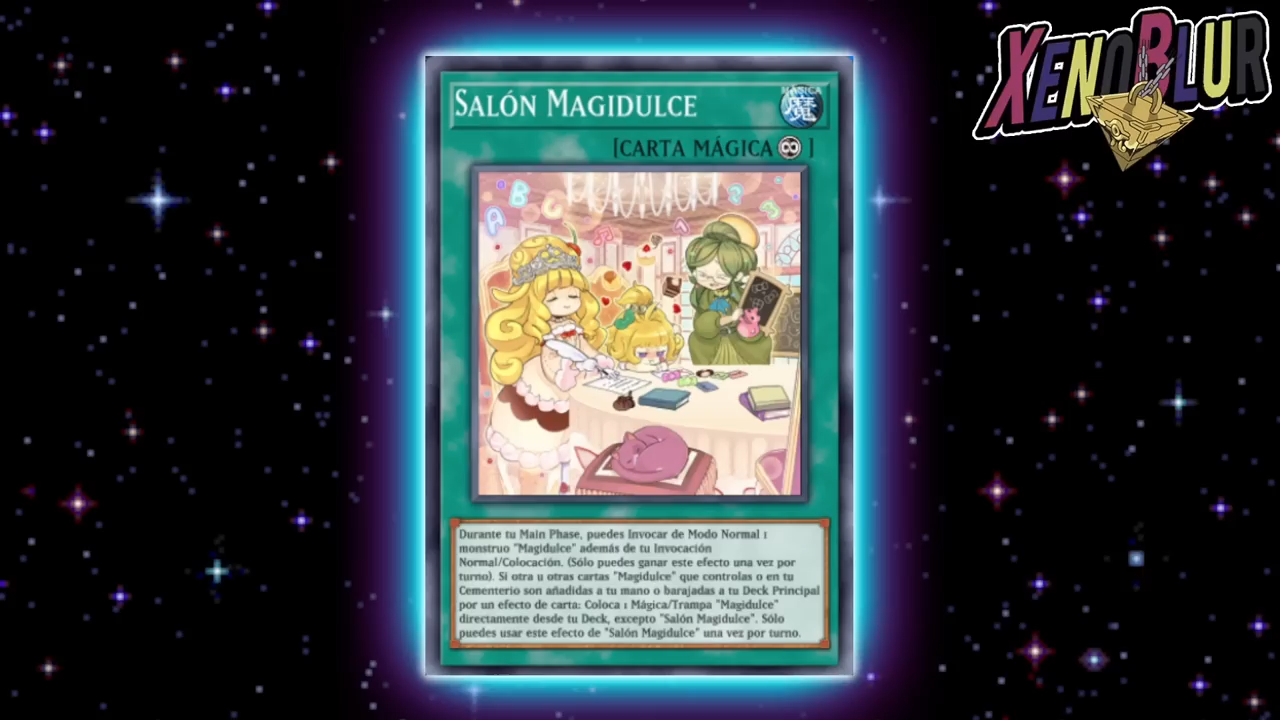 XENOBLUR
SALÓN MAGIDULCE
MÁGICA
魔
[CARTA MÁGICA ]
A B C
2 3
Durante tu Main Phase, puedes Invocar de Modo Normal 1
monstruo "Magidulce" además de tu Invocación
Normal/Colocación. (Sólo puedes ganar este efecto una vez por
turno). Si otra u otras cartas "Magidulce" que controlas o en tu
Cementerio son añadidas a tu mano o barajadas a tu Deck Principal
por un efecto de carta: Coloca 1 Mágica/Trampa "Magidulce"
directamente desde tu Deck, excepto "Salón Magidulce". Sólo
puedes usar este efecto de "Salón Magidulce" una vez por turno.